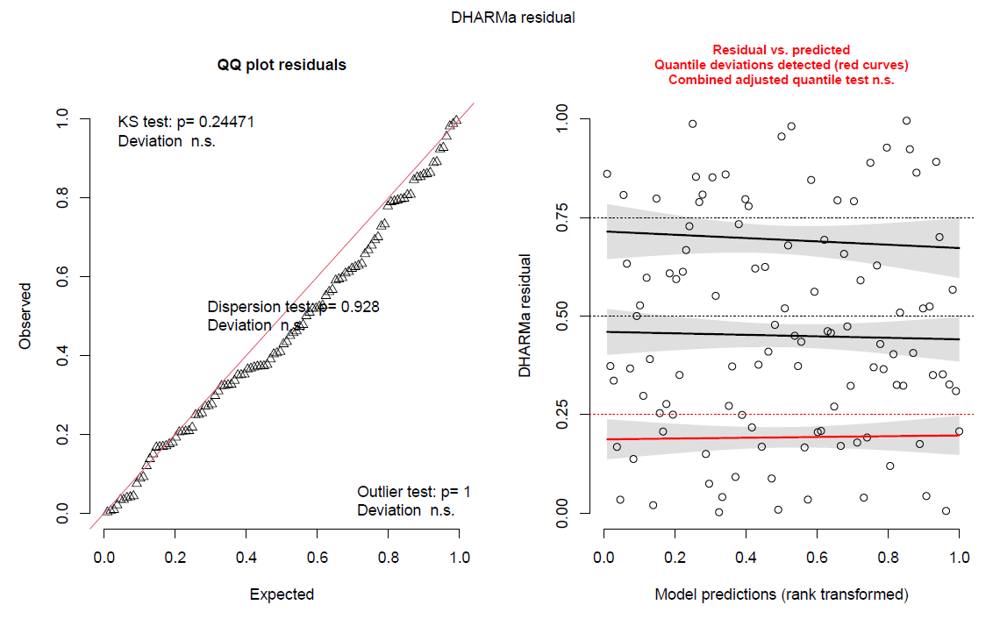 DHARMa residual
QQ plot residuals
KS test: p= 0.24471
Deviation n.s.
Dispersion test: p= 0.928
Deviation n.s.
Outlier test: p= 1
Deviation n.s.
Observed
1.0
0.8
0.6
0.4
0.2
0.0
0.0 0.2 0.4 0.6 0.8 1.0
Expected
Residual vs. predicted
Quantile deviations detected (red curves)
Combined adjusted quantile test n.s.
DHARMa residual
1.00
0.75
0.50
0.25
0.00
0.0 0.2 0.4 0.6 0.8 1.0
Model predictions (rank transformed)